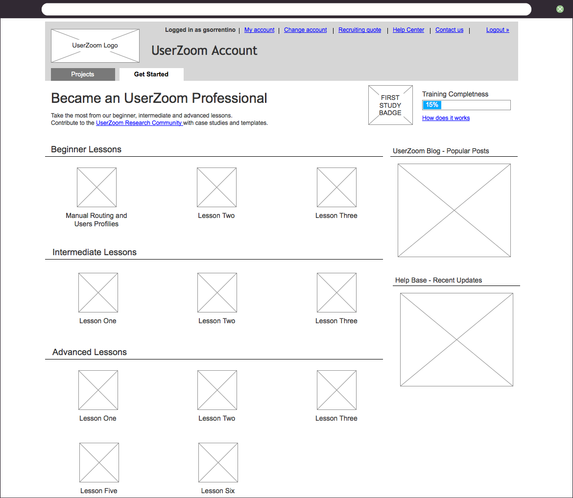 Logged in as gsorrentino | My account | Change account | Recruiting quote | Help Center | Contact us | Logout »
UserZoom Logo
UserZoom Account
Projects
Get Started
Became an UserZoom Professional
Take the most from our beginner, intermediate and advanced lessons.
Contribute to the UserZoom Research Community with case studies and templates.
FIRST
STUDY
BADGE
Training Completness
15%
How does it works
Beginner Lessons
Manual Routing and
Users Profilies
Lesson Two
Lesson Three
UserZoom Blog - Popular Posts
Intermediate Lessons
Lesson One
Lesson Two
Lesson Three
Help Base - Recent Updates
Advanced Lessons
Lesson One
Lesson Two
Lesson Three
Lesson Five
Lesson Six